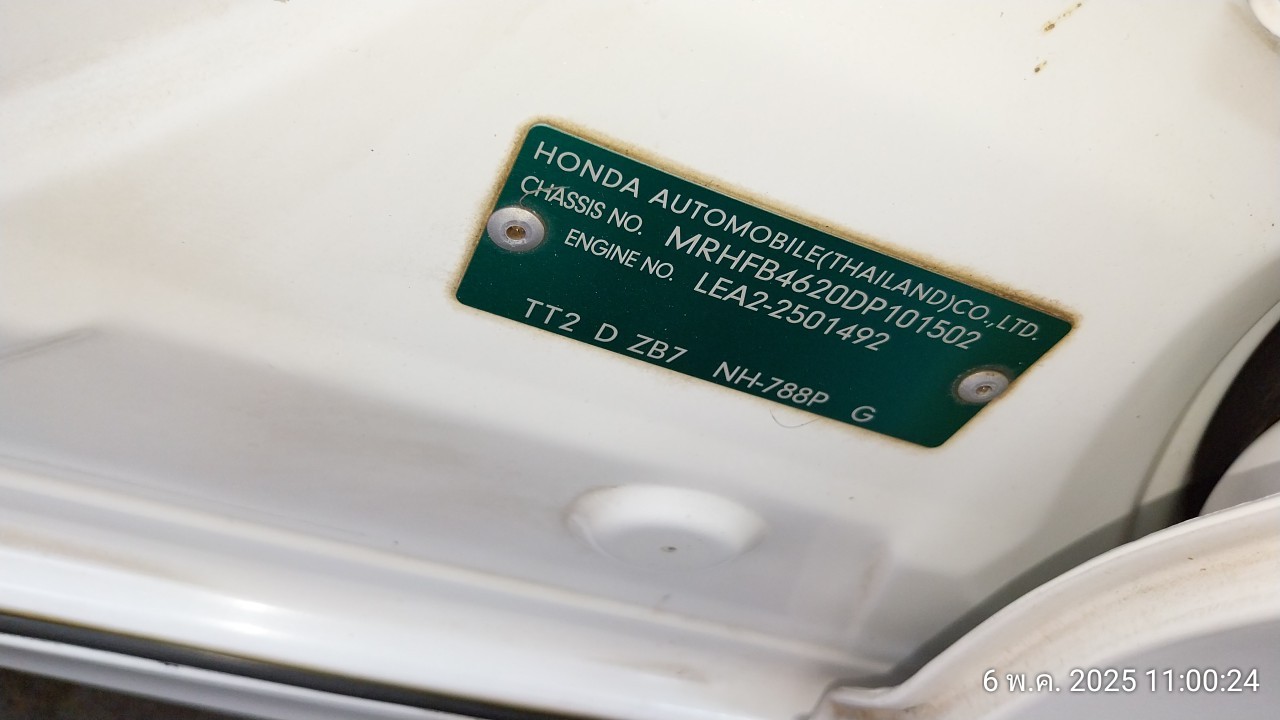 HONDA AUTOMOBILE(THAILAND)CO.,LTD.
CHASSIS NO. MRHFB4620DP101502
ENGINE NO. LEA2-2501492
TT2 D ZB7 NH-788P G
6 พ.ค. 2025 11:00:24